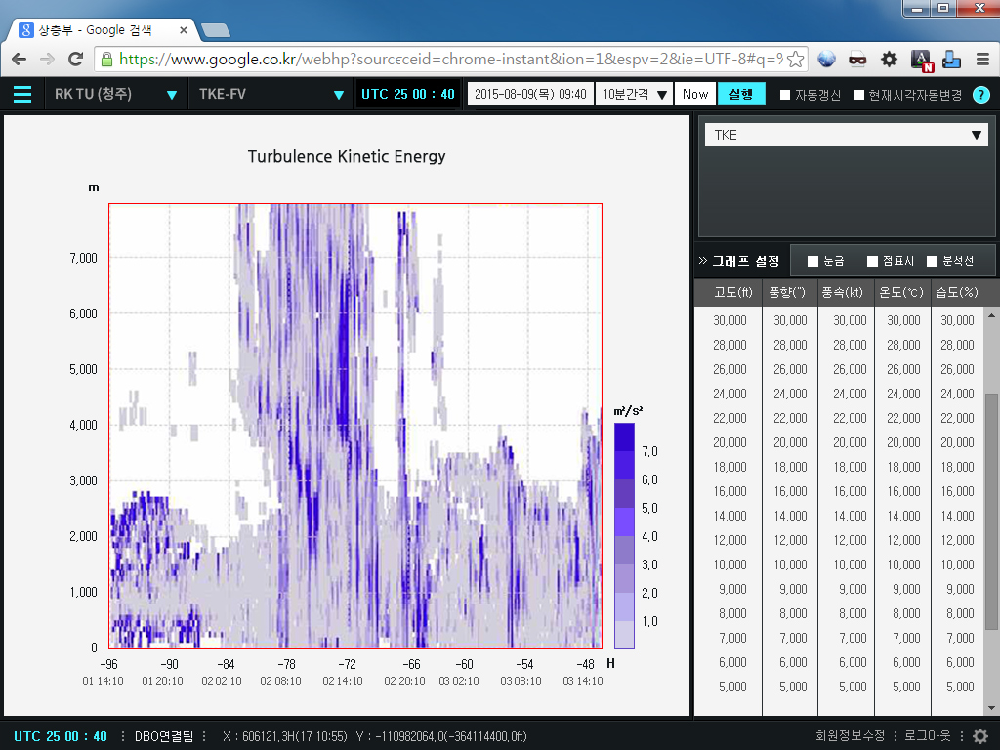 상층부 - Google 검색
https://www.google.co.kr/webhp?sourceceid=chrome-instant&ion=1&espv=2&ie=UTF-8#q=
RK TU (청주) TKE-FV UTC 25 00 : 40 2015-08-09(목) 09:40 10분간격 Now 실행 자동갱신 현재시각자동변경 ?
TKE
Turbulence Kinetic Energy
m
7,000
6,000
5,000
4,000
3,000
2,000
1,000
0
-96 -90 -84 -78 -72 -66 -60 -54 -48 H
01 14:10 01 20:10 02 02:10 02 08:10 02 14:10 02 20:10 03 02:10 03 08:10 03 14:10
m²/s²
7,0
6,0
5,0
4,0
3,0
2,0
1,0
» 그래프 설정 눈금 점표시 분석선
고도(ft) 풍향(°) 풍속(kt) 온도(℃) 습도(%)
30,000 30,000 30,000 30,000 30,000
28,000 28,000 28,000 28,000 28,000
26,000 26,000 26,000 26,000 26,000
24,000 24,000 24,000 24,000 24,000
22,000 22,000 22,000 22,000 22,000
20,000 20,000 20,000 20,000 20,000
18,000 18,000 18,000 18,000 18,000
16,000 16,000 16,000 16,000 16,000
14,000 14,000 14,000 14,000 14,000
12,000 12,000 12,000 12,000 12,000
10,000 10,000 10,000 10,000 10,000
9,000 9,000 9,000 9,000 9,000
8,000 8,000 8,000 8,000 8,000
7,000 7,000 7,000 7,000 7,000
6,000 6,000 6,000 6,000 6,000
5,000 5,000 5,000 5,000 5,000
UTC 25 00 : 40 : DBO연결됨 : X : 606121,3H(17 10:55) Y : -110982064,0(-364114400,0ft) 회원정보수정 : 로그아웃 :